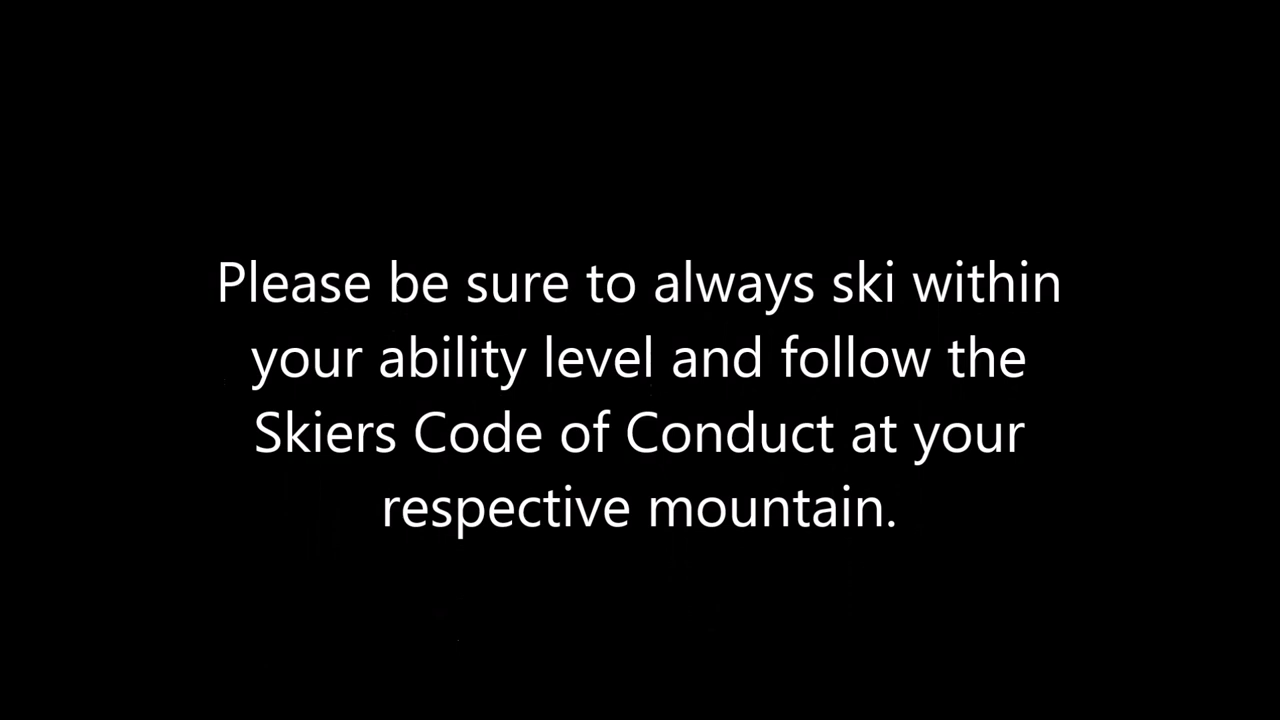 Please be sure to always ski within
your ability level and follow the
Skiers Code of Conduct at your
respective mountain.